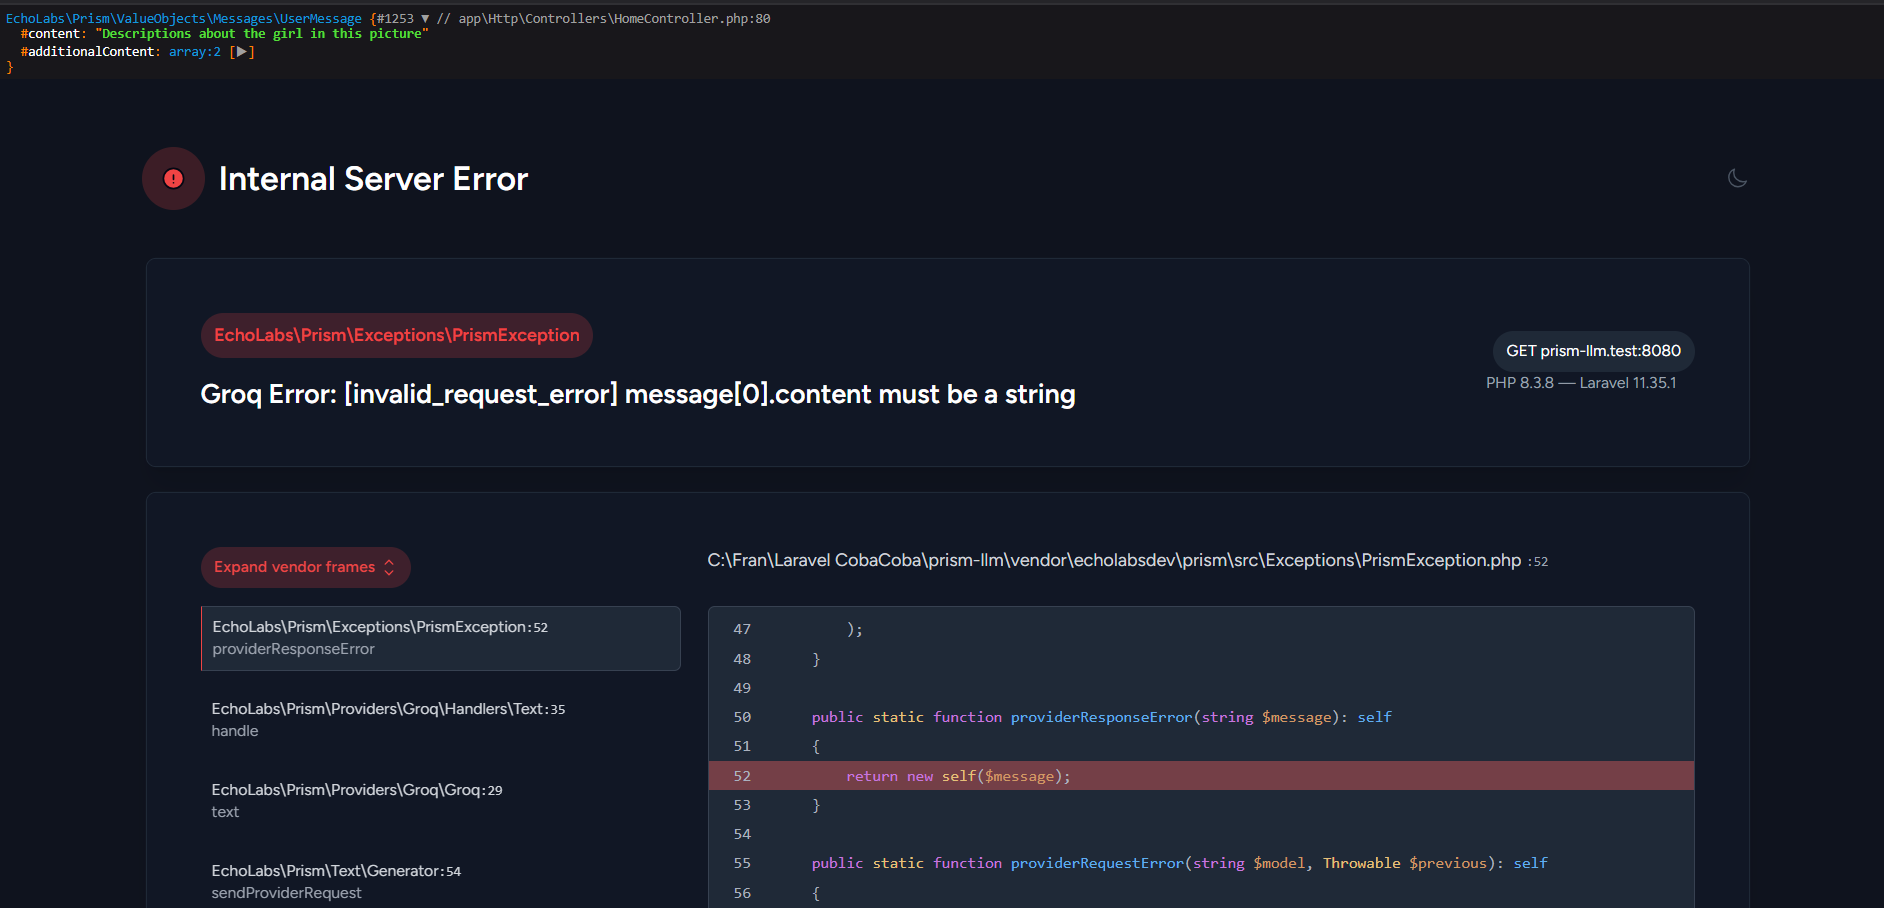 EchoLabs\Prism\ValueObjects\Messages\UserMessage {#1253 ▼ // app\Http\Controllers\HomeController.php:80
#content: "Descriptions about the girl in this picture"
#additionalContent: array:2 [▶]
}
Internal Server Error
EchoLabs\Prism\Exceptions\PrismException
GET prism-llm.test:8080
PHP 8.3.8 — Laravel 11.35.1
Groq Error: [invalid_request_error] message[0].content must be a string
Expand vendor frames
EchoLabs\Prism\Exceptions\PrismException:52
providerResponseError
EchoLabs\Prism\Providers\Groq\Handlers\Text:35
handle
EchoLabs\Prism\Providers\Groq\Groq:29
text
EchoLabs\Prism\Text\Generator:54
sendProviderRequest
C:\Fran\Laravel CobaCoba\prism-llm\vendor\echolabsdev\prism\src\Exceptions\PrismException.php :52
47 );
48 }
49
50 public static function providerResponseError(string $message): self
51 {
52 return new self($message);
53 }
54
55 public static function providerRequestError(string $model, Throwable $previous): self
56 {